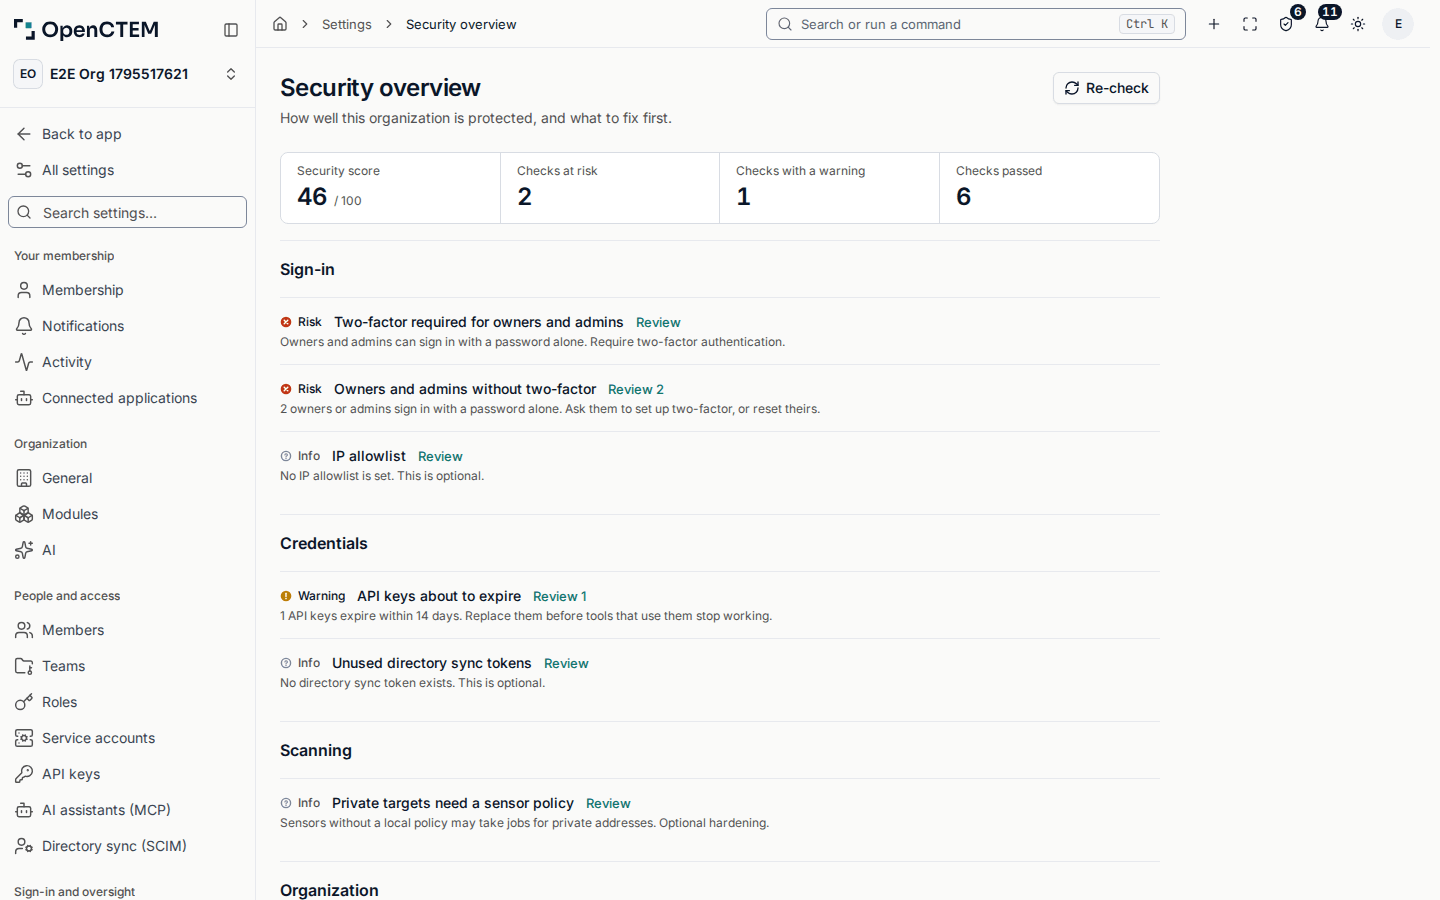 OpenCTEM
EO E2E Org 1795517621
Back to app
All settings
Search settings...
Your membership
Membership
Notifications
Activity
Connected applications
Organization
General
Modules
AI
People and access
Members
Teams
Roles
Service accounts
API keys
AI assistants (MCP)
Directory sync (SCIM)
Sign-in and oversight
Settings
Security overview
Search or run a command
Ctrl K
6
11
E
Security overview
Re-check
How well this organization is protected, and what to fix first.
Security score
46 / 100
Checks at risk
2
Checks with a warning
1
Checks passed
6
Sign-in
Risk Two-factor required for owners and admins Review
Owners and admins can sign in with a password alone. Require two-factor authentication.
Risk Owners and admins without two-factor Review 2
2 owners or admins sign in with a password alone. Ask them to set up two-factor, or reset theirs.
Info IP allowlist Review
No IP allowlist is set. This is optional.
Credentials
Warning API keys about to expire Review 1
1 API keys expire within 14 days. Replace them before tools that use them stop working.
Info Unused directory sync tokens Review
No directory sync token exists. This is optional.
Scanning
Info Private targets need a sensor policy Review
Sensors without a local policy may take jobs for private addresses. Optional hardening.
Organization